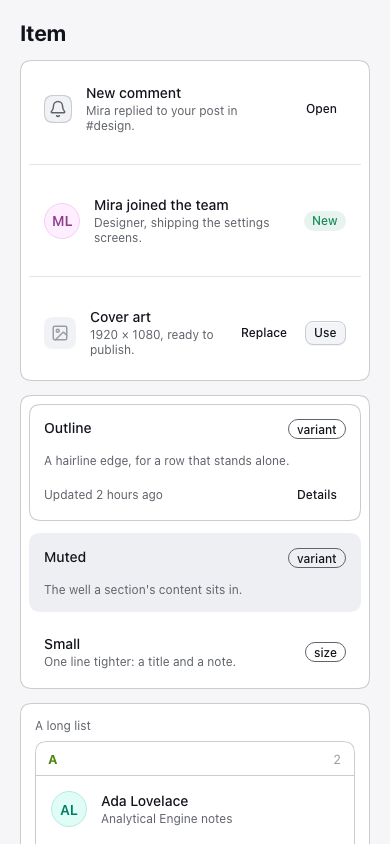 Item
New comment
Mira replied to your post in
#design.
Open
ML
Mira joined the team
Designer, shipping the settings
screens.
New
Cover art
1920 × 1080, ready to
publish.
Replace
Use
Outline
variant
A hairline edge, for a row that stands alone.
Updated 2 hours ago
Details
Muted
variant
The well a section's content sits in.
Small
One line tighter: a title and a note.
size
A long list
A
2
AL
Ada Lovelace
Analytical Engine notes